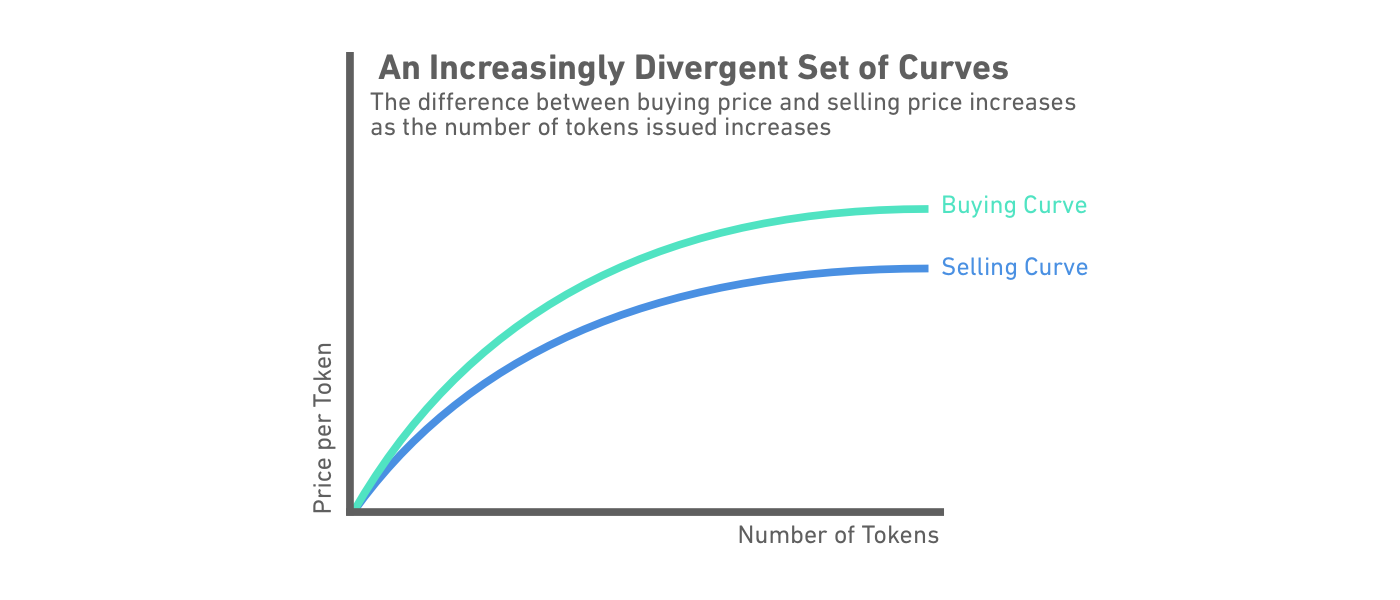 An Increasingly Divergent Set of Curves
The difference between buying price and selling price increases
as the number of tokens issued increases
Buying Curve
Selling Curve
Price per Token
Number of Tokens